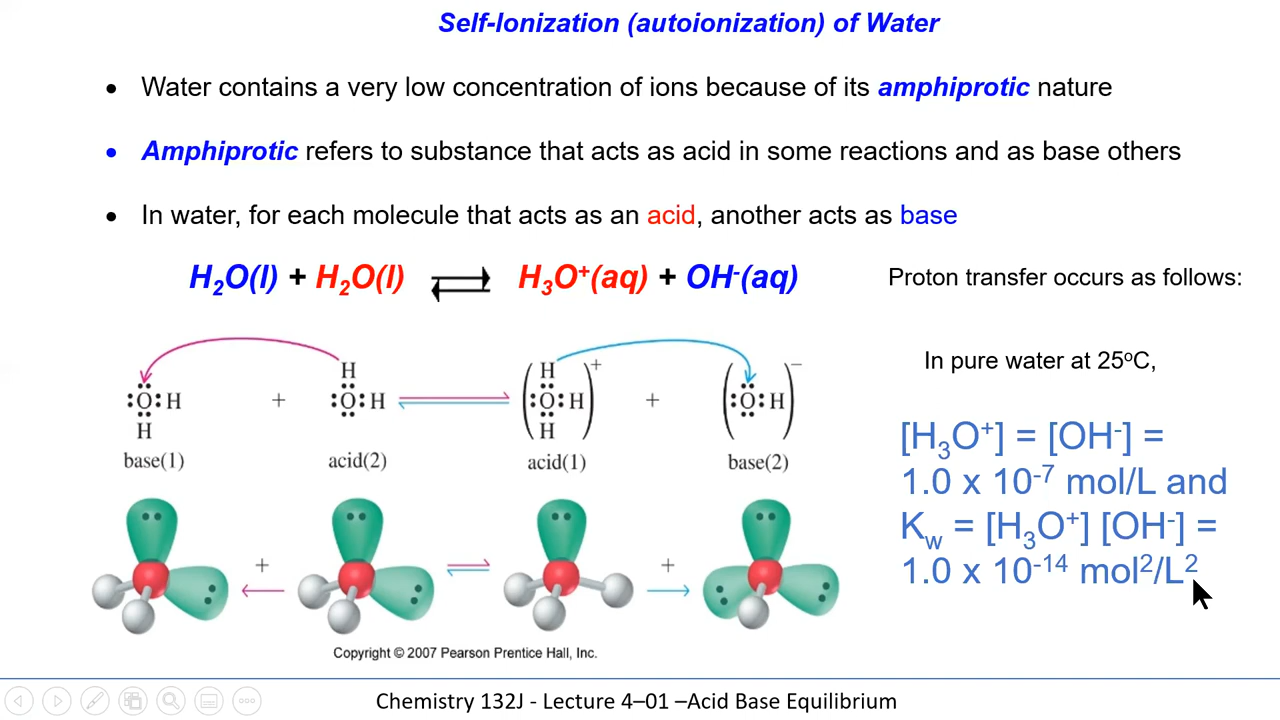 Self-Ionization (autoionization) of Water
• Water contains a very low concentration of ions because of its amphiprotic nature
• Amphiprotic refers to substance that acts as acid in some reactions and as base others
• In water, for each molecule that acts as an acid, another acts as base
H₂O(l) + H₂O(l) ⇌ H₃O⁺(aq) + OH⁻(aq)
Proton transfer occurs as follows:
In pure water at 25°C,
H H
:O:H + :O:H ⇌ (:O:H)⁺ + (:O:H)⁻
H H
base(1) acid(2) acid(1) base(2)
[H₃O⁺] = [OH⁻] =
1.0 x 10⁻⁷ mol/L and
K_w = [H₃O⁺] [OH⁻] =
1.0 x 10⁻¹⁴ mol²/L²
+ ⇌ +
Copyright © 2007 Pearson Prentice Hall, Inc.
Chemistry 132J - Lecture 4–01 –Acid Base Equilibrium